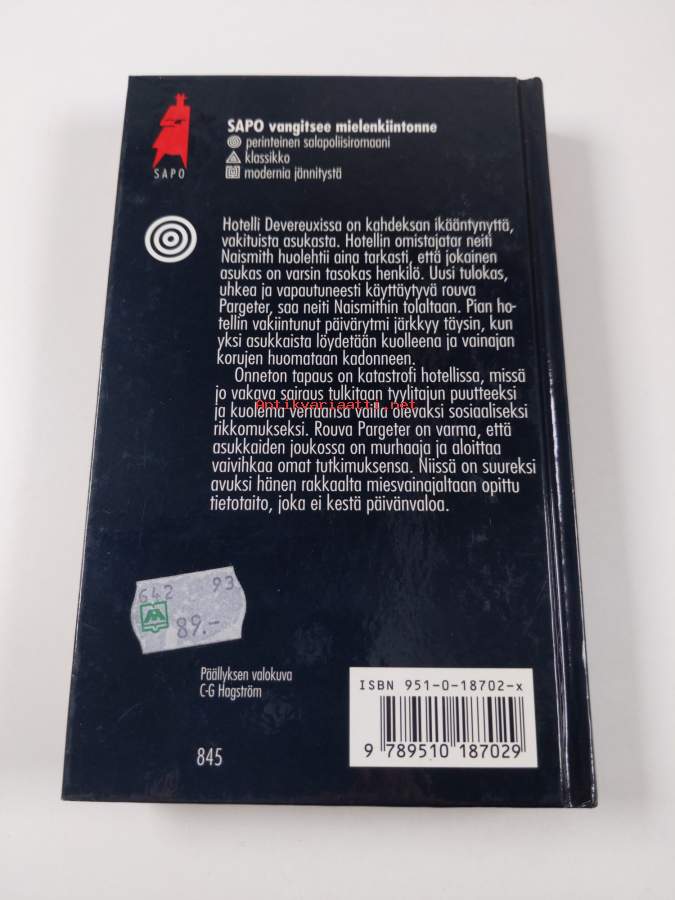 SAPO vangitsee mielenkiintonne
perinteinen salapoliisiromaani
klassikko
modernia jännitystä
SAPO
Hotelli Devereuxissa on kahdeksan ikääntynyttä,
vakituista asukasta. Hotellin omistajatar neiti
Naismith huolehtii aina tarkasti, että jokainen
asukas on varsin tasokas henkilö. Uusi tulokas,
uhkea ja vapautuneesti käyttäytyvä rouva
Pargeter, saa neiti Naismithin tolaltaan. Pian ho-
tellin vakiintunut päivärytmi järkkyy täysin, kun
yksi asukkaista löydetään kuolleena ja vainajan
korujen huomataan kadonneen.
Onneton tapaus on katastrofi hotellissa, missä
jo vakava sairaus tulkitaan tyylitajun puutteeksi
Antikvariaatti.net
ja kuolema vertaansa vailla olevaksi sosiaaliseksi
rikkomukseksi. Rouva Pargeter on varma, että
asukkaiden joukossa on murhaaja ja aloittaa
vaivihkaa omat tutkimuksensa. Niissä on suureksi
avuksi hänen rakkaalta miesvainajaltaan opittu
tietotaito, joka ei kestä päivänvaloa.
642 93
89.-
Päällyksen valokuva
C-G Hagström
ISBN 951-0-18702-x
9 789510 187029
845